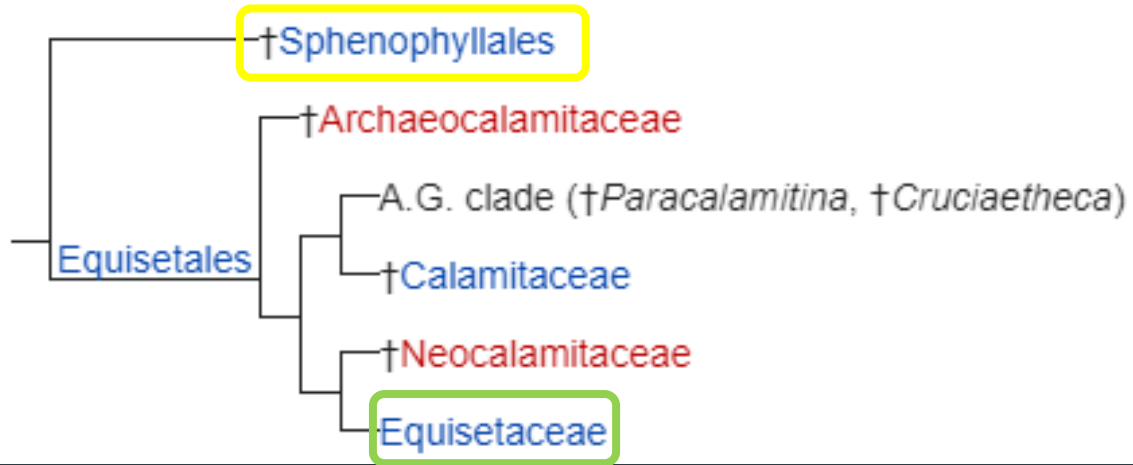 †Sphenophyllales
†Archaeocalamitaceae
A.G. clade (†Paracalamitina, †Cruciaetheca)
Equisetales
†Calamitaceae
†Neocalamitaceae
Equisetaceae